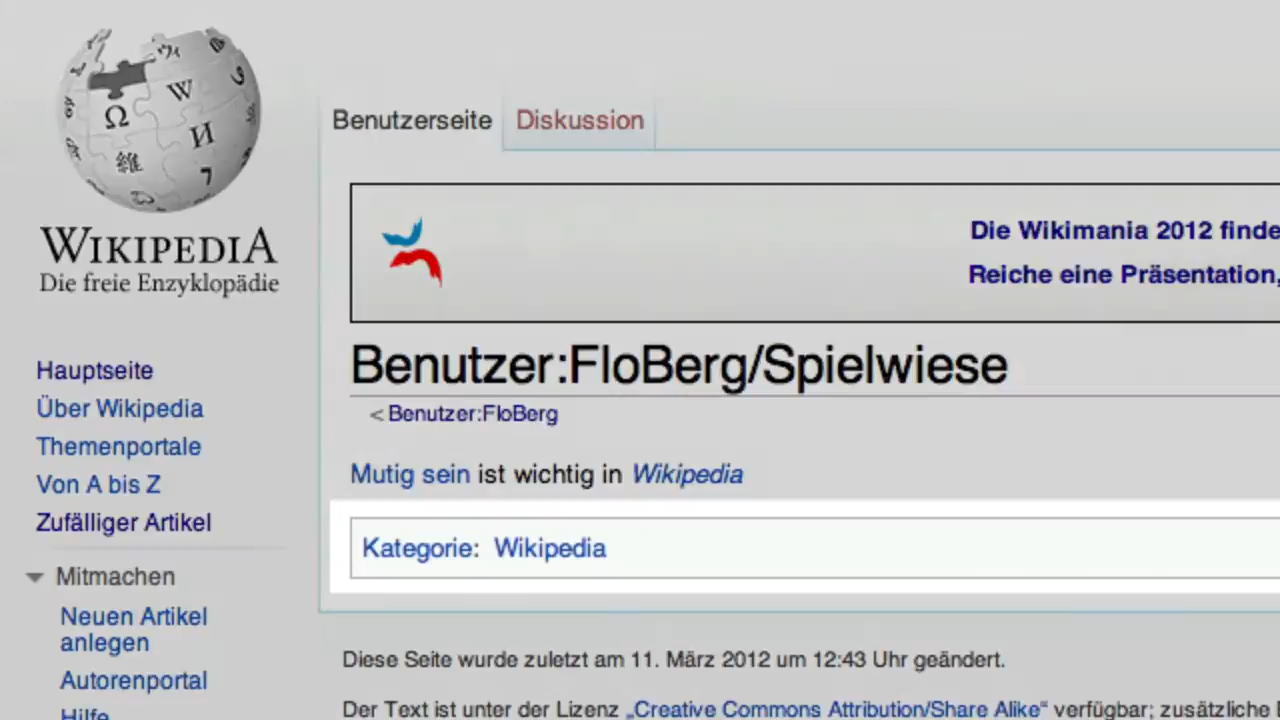 WIKIPEDIA
Die freie Enzyklopädie
Benutzerseite
Diskussion
Die Wikimania 2012 finde
Reiche eine Präsentation,
Benutzer:FloBerg/Spielwiese
< Benutzer:FloBerg
Mutig sein ist wichtig in Wikipedia
Kategorie: Wikipedia
Hauptseite
Über Wikipedia
Themenportale
Von A bis Z
Zufälliger Artikel
Mitmachen
Neuen Artikel
anlegen
Autorenportal
Hilfe
Diese Seite wurde zuletzt am 11. März 2012 um 12:43 Uhr geändert.
Der Text ist unter der Lizenz „Creative Commons Attribution/Share Alike“ verfügbar; zusätzliche